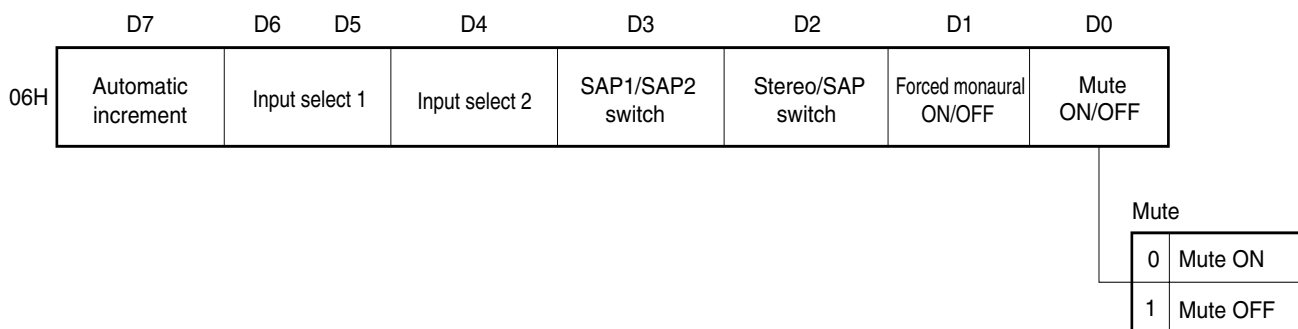 D7 D6 D5 D4 D3 D2 D1 D0
06H
Automatic
increment
Input select 1
Input select 2
SAP1/SAP2
switch
Stereo/SAP
switch
Forced monaural
ON/OFF
Mute
ON/OFF
Mute
0 Mute ON
1 Mute OFF